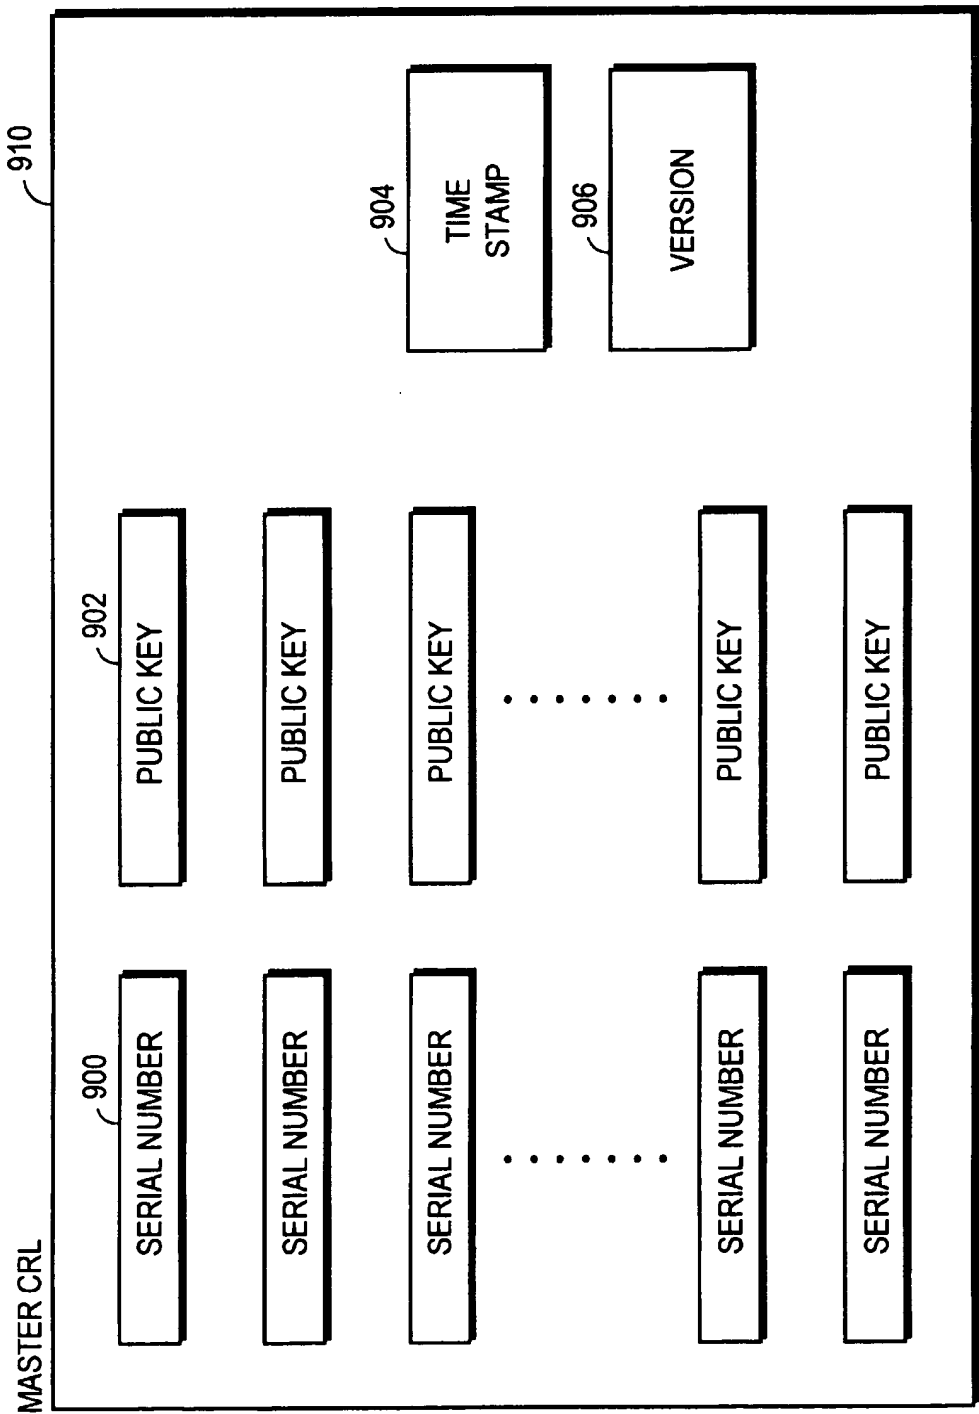 MASTER CRL
910
900
902
SERIAL NUMBER
PUBLIC KEY
SERIAL NUMBER
PUBLIC KEY
SERIAL NUMBER
PUBLIC KEY
904
TIME
STAMP
906
VERSION
SERIAL NUMBER
PUBLIC KEY
SERIAL NUMBER
PUBLIC KEY